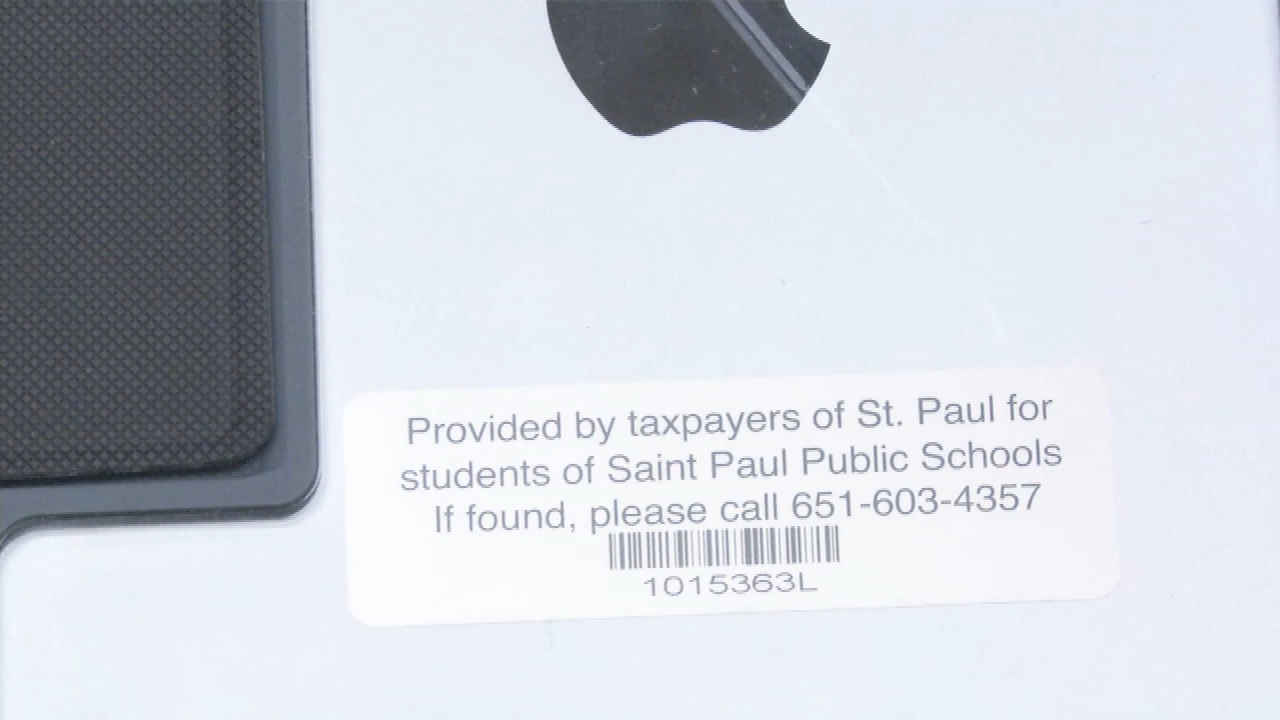 Provided by taxpayers of St. Paul for
students of Saint Paul Public Schools
If found, please call 651-603-4357
1015363L